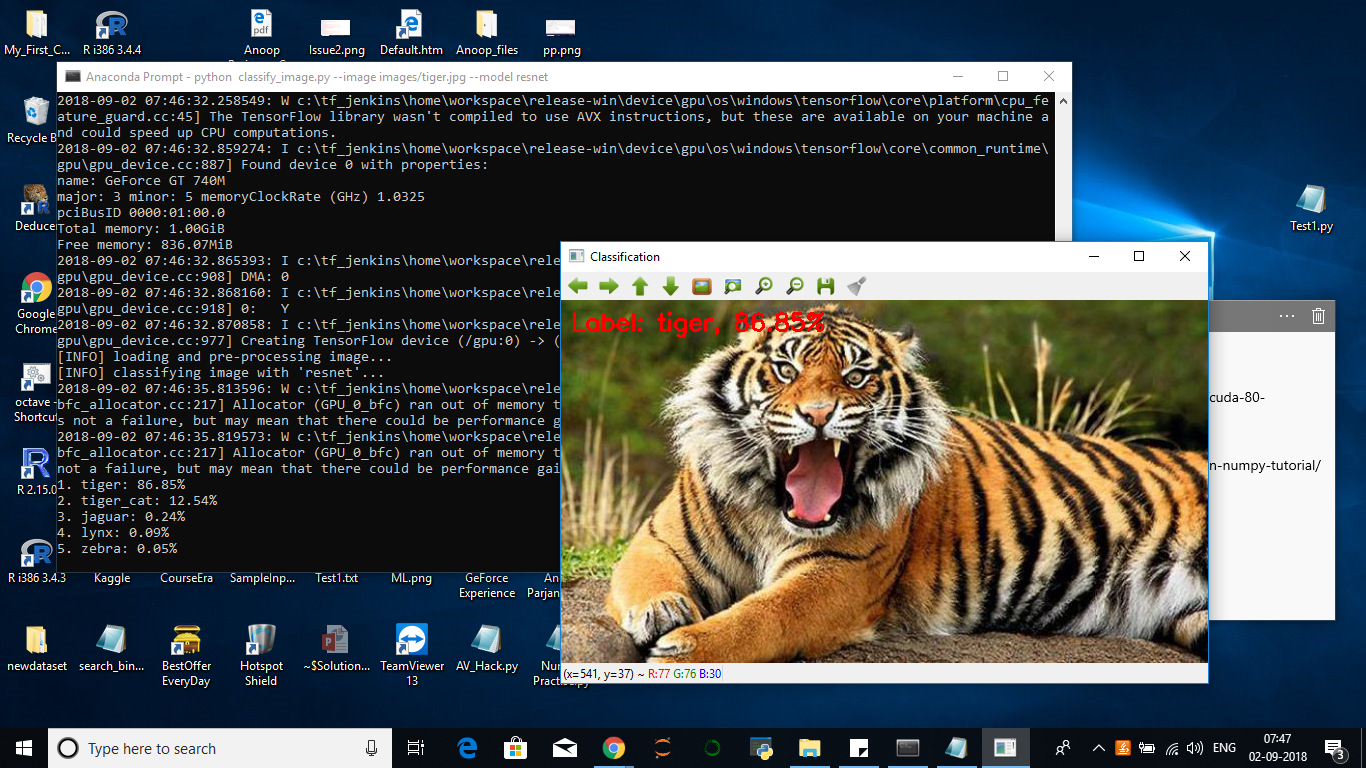 My_First_C...
R i386 3.4.4
Anoop
Issue2.png
Default.htm
Anoop_files
pp.png
Anaconda Prompt - python  classify_image.py --image images/tiger.jpg --model resnet
2018-09-02 07:46:32.258549: W c:\tf_jenkins\home\workspace\release-win\device\gpu\os\windows\tensorflow\core\platform\cpu_fe
ature_guard.cc:45] The TensorFlow library wasn't compiled to use AVX instructions, but these are available on your machine a
nd could speed up CPU computations.
2018-09-02 07:46:32.859274: I c:\tf_jenkins\home\workspace\release-win\device\gpu\os\windows\tensorflow\core\common_runtime\
gpu\gpu_device.cc:887] Found device 0 with properties:
name: GeForce GT 740M
major: 3 minor: 5 memoryClockRate (GHz) 1.0325
pciBusID 0000:01:00.0
Total memory: 1.00GiB
Free memory: 836.07MiB
2018-09-02 07:46:32.865393: I c:\tf_jenkins\home\workspace\rele
gpu\gpu_device.cc:908] DMA: 0
2018-09-02 07:46:32.868160: I c:\tf_jenkins\home\workspace\rele
gpu\gpu_device.cc:918] 0:   Y
2018-09-02 07:46:32.870858: I c:\tf_jenkins\home\workspace\rele
gpu\gpu_device.cc:977] Creating TensorFlow device (/gpu:0) -> (
[INFO] loading and pre-processing image...
[INFO] classifying image with 'resnet'...
2018-09-02 07:46:35.813596: W c:\tf_jenkins\home\workspace\rele
bfc_allocator.cc:217] Allocator (GPU_0_bfc) ran out of memory t
s not a failure, but may mean that there could be performance g
2018-09-02 07:46:35.819573: W c:\tf_jenkins\home\workspace\rele
bfc_allocator.cc:217] Allocator (GPU_0_bfc) ran out of memory t
not a failure, but may mean that there could be performance gai
1. tiger: 86.85%
2. tiger_cat: 12.54%
3. jaguar: 0.24%
4. lynx: 0.09%
5. zebra: 0.05%
Classification
Label: tiger, 86.85%
(x=541, y=37) ~ R:77 G:76 B:30
cuda-80-
n-numpy-tutorial/
Test1.py
Recycle B
Deducer
Google
Chrome
octave -
Shortcut
R 2.15.0
R i386 3.4.3
Kaggle
CourseEra
SampleInp...
Test1.txt
ML.png
GeForce
Experience
An
Parjan
newdataset
search_bin...
BestOffer
EveryDay
Hotspot
Shield
~$Solution...
TeamViewer
13
AV_Hack.py
Nu
Practise.py
Type here to search
ENG
07:47
02-09-2018
3